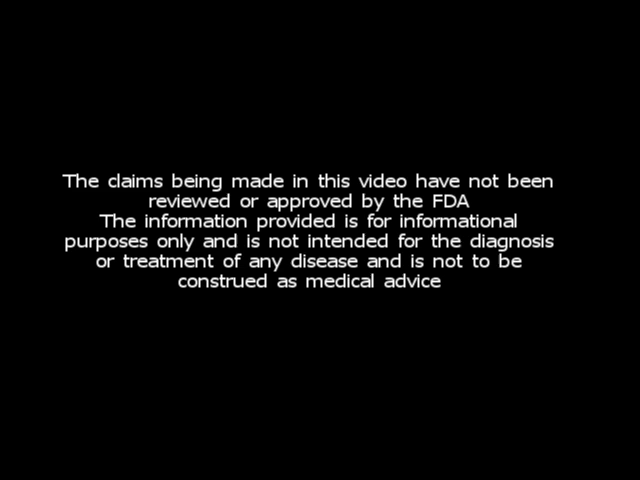 The claims being made in this video have not been
reviewed or approved by the FDA
The information provided is for informational
purposes only and is not intended for the diagnosis
or treatment of any disease and is not to be
construed as medical advice